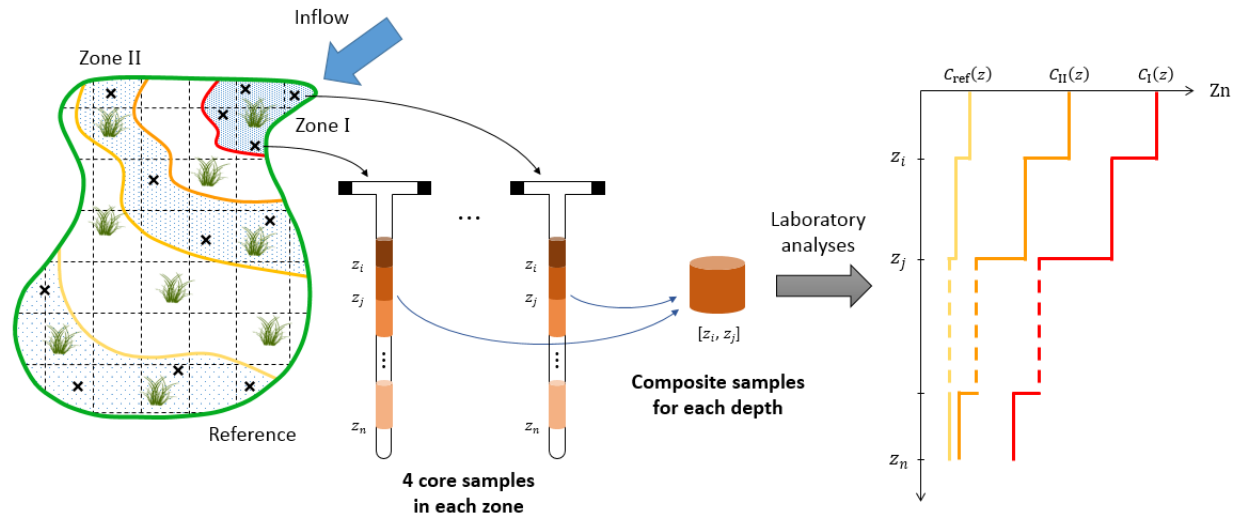 Inflow
Zone II
Zone I
Reference
...
z_i
z_j
⋮
z_n
z_i
z_j
⋮
z_n
4 core samples
in each zone
[z_i, z_j]
Composite samples
for each depth
Laboratory
analyses
C_ref(z)
C_II(z)
C_I(z)
Zn
z_i
z_j
z_n